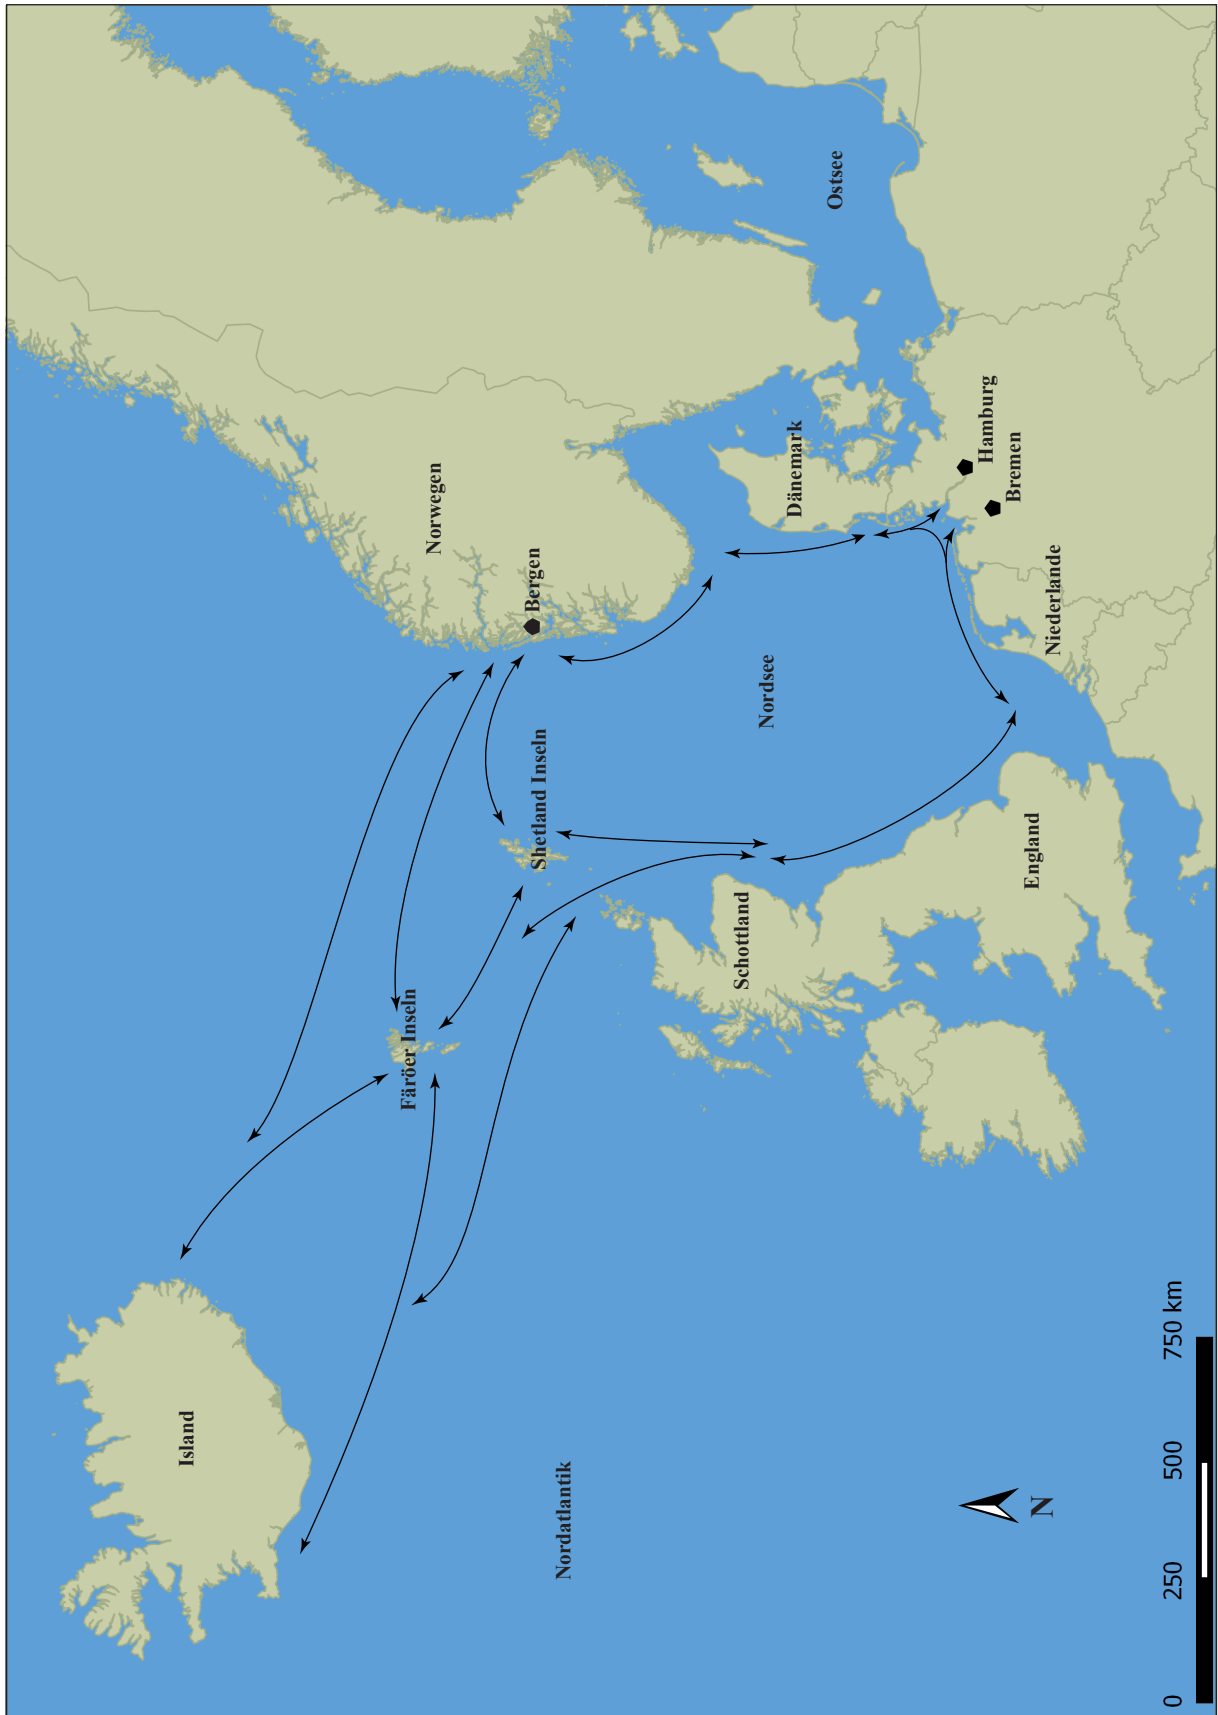 Island
Norwegen
Färöer Inseln
Bergen
Shetland Inseln
Nordatlantik
Schottland
Nordsee
Dänemark
Ostsee
Hamburg
Bremen
England
Niederlande
N
0 250 500 750 km